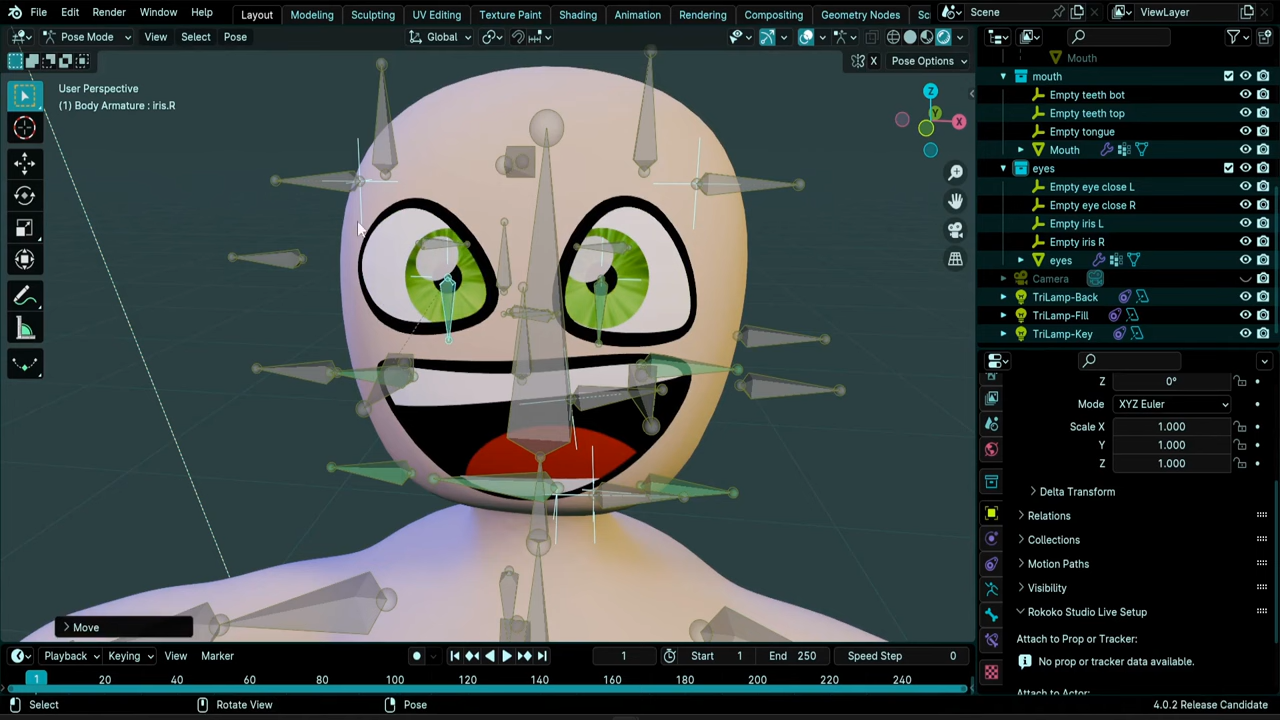 File Edit Render Window Help Layout Modeling Sculpting UV Editing Texture Paint Shading Animation Rendering Compositing Geometry Nodes Sc Scene ViewLayer
Pose Mode View Select Pose Global
X Pose Options
User Perspective
(1) Body Armature : iris.R
Z
Y
X
Move
Mouth
mouth
Empty teeth bot
Empty teeth top
Empty tongue
Mouth
eyes
Empty eye close L
Empty eye close R
Empty iris L
Empty iris R
eyes
Camera
TriLamp-Back
TriLamp-Fill
TriLamp-Key
Z 0°
Mode XYZ Euler
Scale X 1.000
Y 1.000
Z 1.000
Delta Transform
Relations
Collections
Motion Paths
Visibility
Rokoko Studio Live Setup
Attach to Prop or Tracker:
No prop or tracker data available.
Attach to Actor:
Playback Keying View Marker 1 Start 1 End 250 Speed Step 0
1 20 40 60 80 100 120 140 160 180 200 220 240
Select Rotate View Pose 4.0.2 Release Candidate